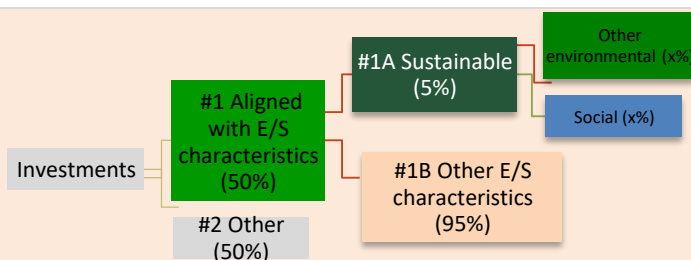 Investments
#1 Aligned
with E/S
characteristics
(50%)
#2 Other
(50%)
#1A Sustainable
(5%)
#1B Other E/S
characteristics
(95%)
Other
environmental (x%)
Social (x%)